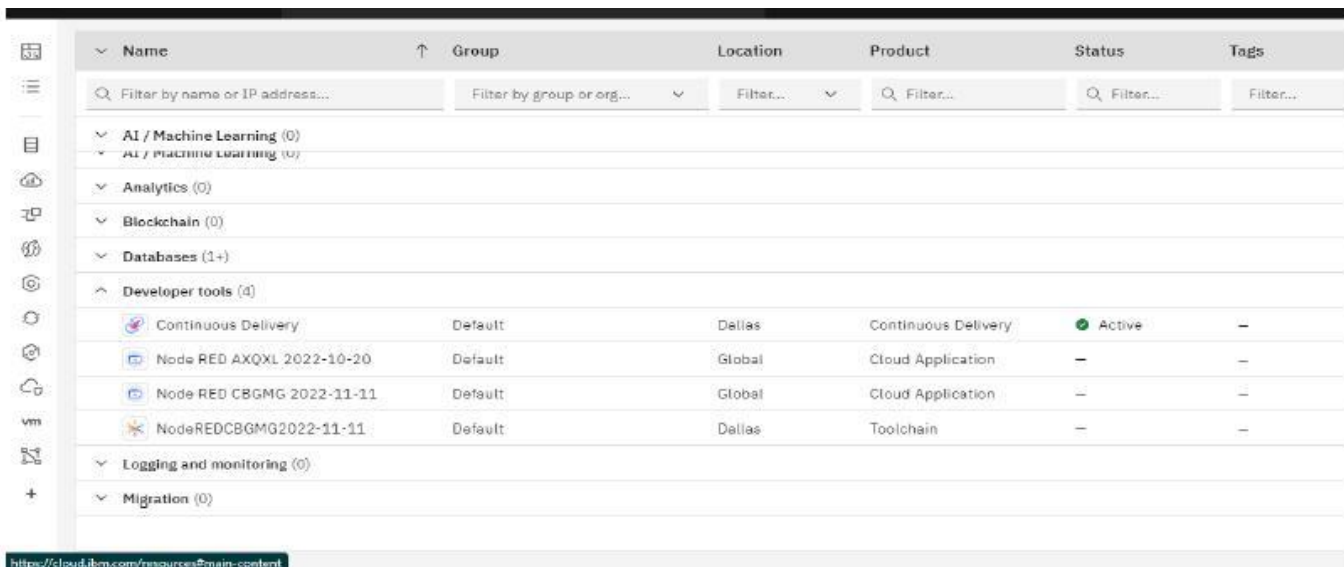 Name ↑ Group Location Product Status Tags
Filter by name or IP address... Filter by group or org... Filter... Filter... Filter... Filter...
AI / Machine Learning (0)
AI / Machine Learning (0)
Analytics (0)
Blockchain (0)
Databases (1+)
Developer tools (4)
Continuous Delivery Default Dallas Continuous Delivery Active –
Node RED AXQXL 2022-10-20 Default Global Cloud Application – –
Node RED CBGMG 2022-11-11 Default Global Cloud Application – –
NodeREDCBGMG2022-11-11 Default Dallas Toolchain – –
vm
Logging and monitoring (0)
Migration (0)
https://cloud.ibm.com/resources#main-content